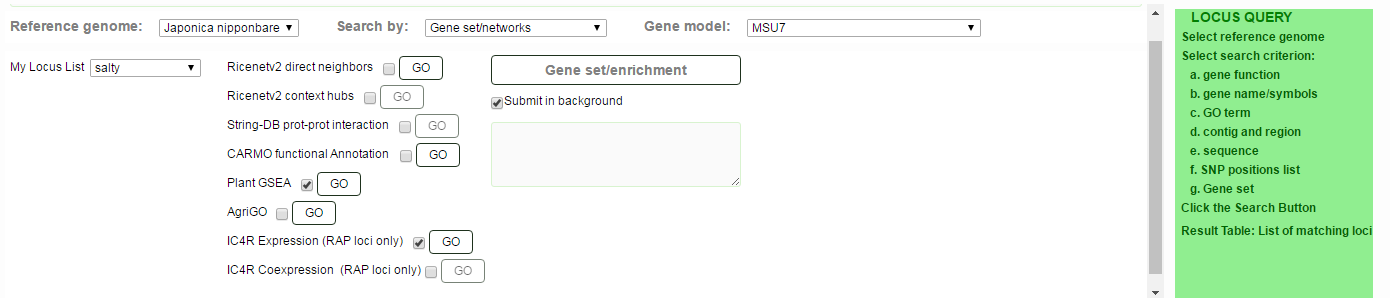 Reference genome: Japonica nipponbare Search by: Gene set/networks Gene model: MSU7
My Locus List salty
Ricenetv2 direct neighbors GO
Ricenetv2 context hubs GO
String-DB prot-prot interaction GO
CARMO functional Annotation GO
Plant GSEA GO
AgriGO GO
IC4R Expression (RAP loci only) GO
IC4R Coexpression (RAP loci only) GO
Gene set/enrichment
Submit in background
LOCUS QUERY
Select reference genome
Select search criterion:
a. gene function
b. gene name/symbols
c. GO term
d. contig and region
e. sequence
f. SNP positions list
g. Gene set
Click the Search Button
Result Table: List of matching loci